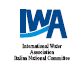 IWA
International Water
Association
Italian National Committee